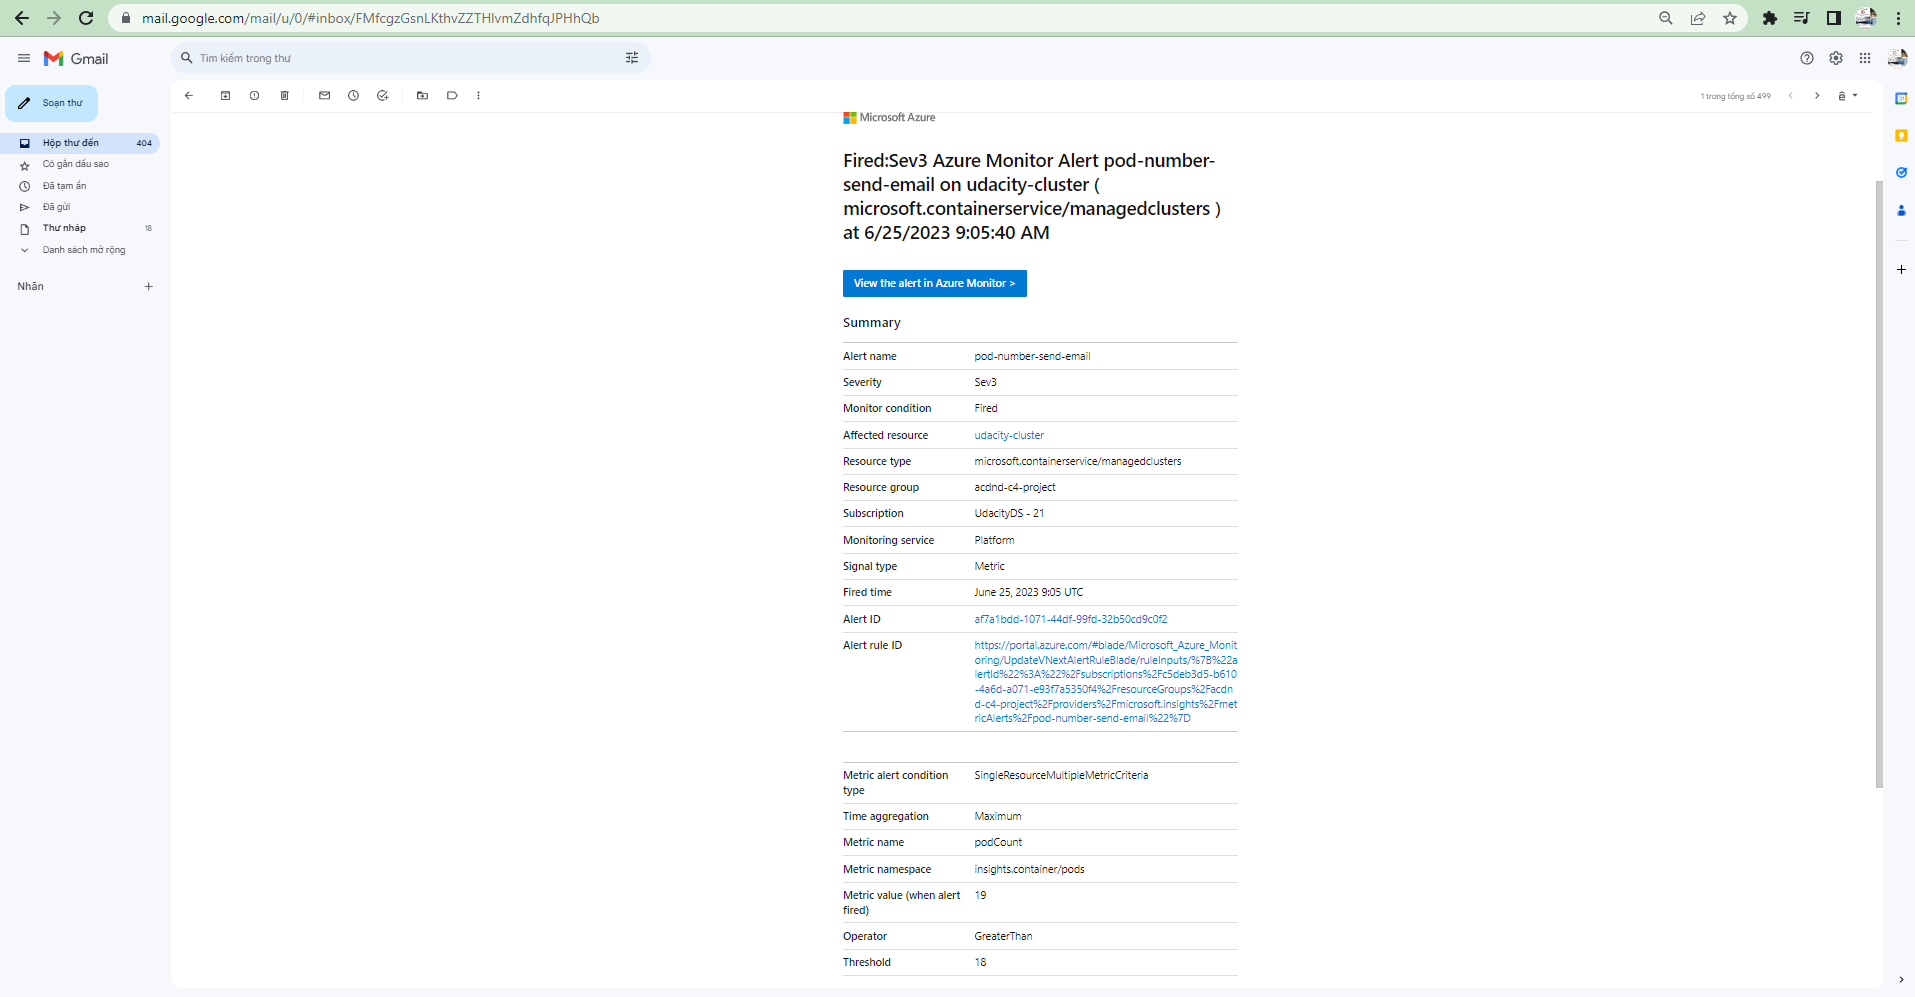 mail.google.com/mail/u/0/#inbox/FMfcgzGsnLKthvZZTHlvmZdhfqJPHhQb
Gmail
Tìm kiếm trong thư
Soạn thư
Hộp thư đến 404
Có gắn dấu sao
Đã tạm ẩn
Đã gửi
Thư nháp 18
Danh sách mở rộng
Nhãn
1 trong tổng số 499
Microsoft Azure
Fired:Sev3 Azure Monitor Alert pod-number-
send-email on udacity-cluster (
microsoft.containerservice/managedclusters )
at 6/25/2023 9:05:40 AM
View the alert in Azure Monitor >
Summary
Alert name pod-number-send-email
Severity Sev3
Monitor condition Fired
Affected resource udacity-cluster
Resource type microsoft.containerservice/managedclusters
Resource group acdnd-c4-project
Subscription UdacityDS - 21
Monitoring service Platform
Signal type Metric
Fired time June 25, 2023 9:05 UTC
Alert ID af7a1bdd-1071-44df-99fd-32b50cd9c0f2
Alert rule ID https://portal.azure.com/#blade/Microsoft_Azure_Monit
oring/UpdateVNextAlertRuleBlade/ruleInputs/%7B%22a
lertId%22%3A%22%2Fsubscriptions%2Fc5deb3d5-b610
-4a6d-a071-e93f7a5350f4%2FresourceGroups%2Facdn
d-c4-project%2Fproviders%2Fmicrosoft.insights%2Fmet
ricAlerts%2Fpod-number-send-email%22%7D
Metric alert condition SingleResourceMultipleMetricCriteria
type
Time aggregation Maximum
Metric name podCount
Metric namespace insights.container/pods
Metric value (when alert 19
fired)
Operator GreaterThan
Threshold 18